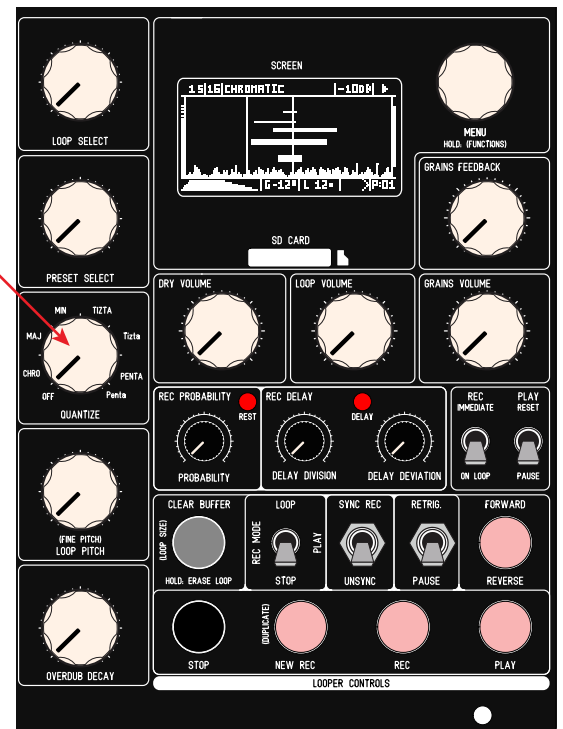 LOOP SELECT
SCREEN
15|16|CHROMATIC |-10DB|
G-12 L 12 P:01
MENU
HOLD: (FUNCTIONS)
PRESET SELECT
SD CARD
GRAINS FEEDBACK
DRY VOLUME
LOOP VOLUME
GRAINS VOLUME
MIN TIZTA
MAJ Tizta
CHRO PENTA
OFF Penta
QUANTIZE
REC PROBABILITY
REST
PROBABILITY
REC DELAY
DELAY
DELAY DIVISION
DELAY DEVIATION
REC
IMMEDIATE
ON LOOP
PLAY
RESET
PAUSE
(FINE PITCH)
LOOP PITCH
CLEAR BUFFER
(LOOP SIZE)
HOLD: ERASE LOOP
LOOP
REC MODE
PLAY
STOP
SYNC REC
UNSYNC
RETRIG.
PAUSE
FORWARD
REVERSE
OVERDUB DECAY
STOP
(DUPLICATE)
NEW REC
REC
PLAY
LOOPER CONTROLS